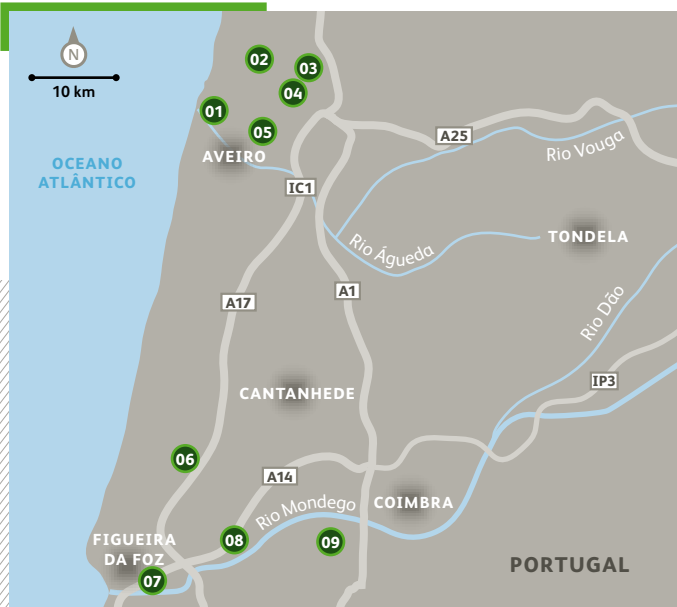 N
10 km
02
03
04
01
05
AVEIRO
A25
Rio Vouga
OCEANO
ATLÂNTICO
IC1
Rio Águeda
TONDELA
A17
A1
Rio Dão
IP3
CANTANHEDE
06
A14
Rio Mondego
COIMBRA
FIGUEIRA
DA FOZ
08
09
07
PORTUGAL